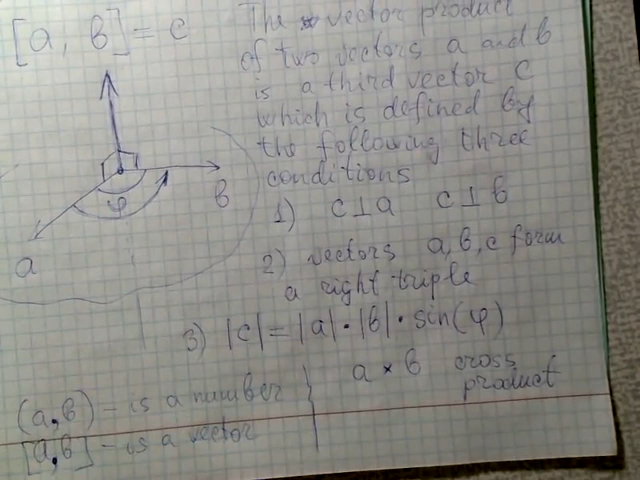 [a, b] = c
The vector product
of two vectors a and b
is a third vector c
which is defined by
the following three
conditions
b
φ
a
1) c⊥a c⊥b
2) vectors a, b, c form
a right triple
3) |c| = |a| · |b| · sin(φ)
a × b cross
product
(a, b) – is a number
[a, b] – is a vector